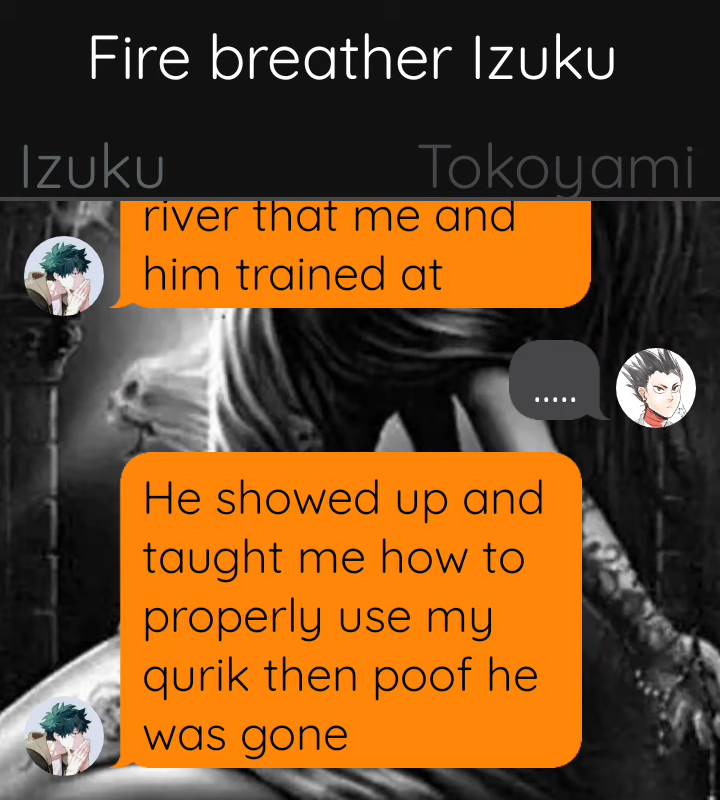 Fire breather Izuku
Izuku Tokoyami
river that me and
him trained at
.....
He showed up and
taught me how to
properly use my
qurik then poof he
was gone